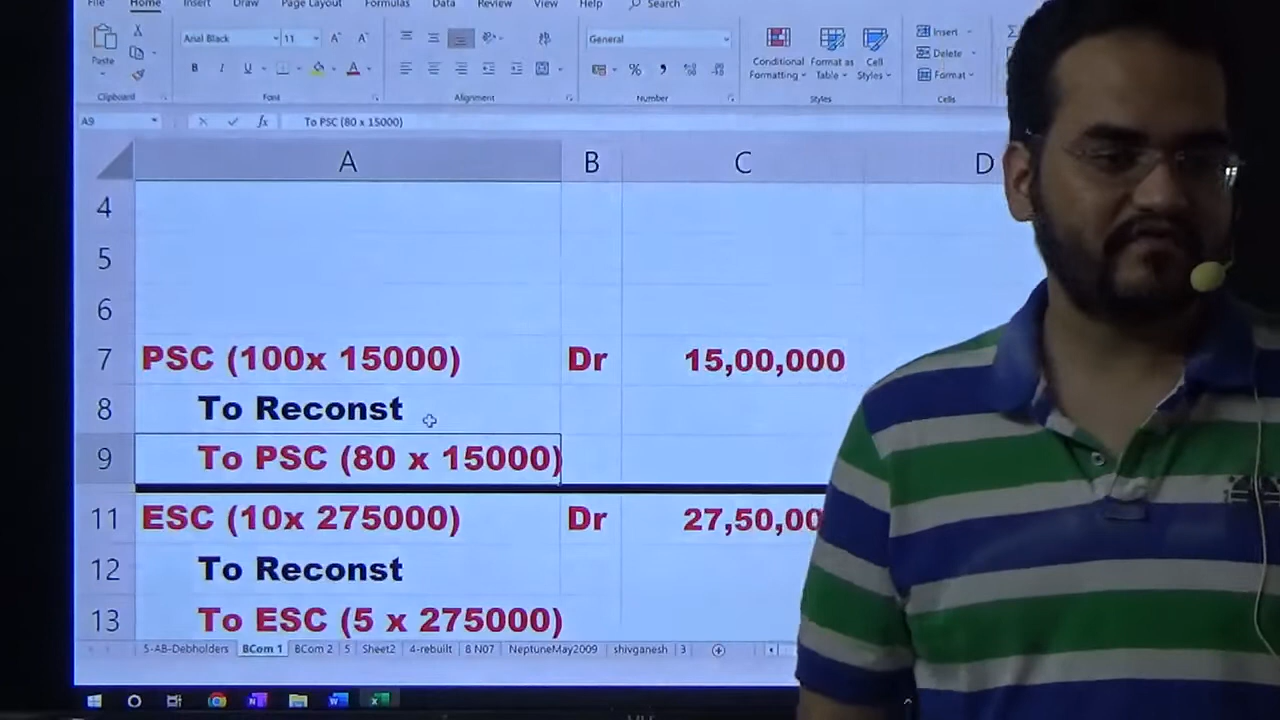 File Home Insert Draw Page Layout Formulas Data Review View Help Search
Arial Black 11 General Insert
Paste Delete
B I U Conditional Formatting Format as Table Cell Styles Format
Clipboard Font Alignment Number Styles Cells
A9 fx To PSC (80 x 15000)
A B C D
4
5
6
7 PSC (100x 15000) Dr 15,00,000
8 To Reconst
9 To PSC (80 x 15000)
11 ESC (10x 275000) Dr 27,50,00
12 To Reconst
13 To ESC (5 x 275000)
5-AB-Debholders BCom 1 BCom 2 5 Sheet2 4-rebuilt 8 N07 NeptuneMay2009 shivganesh 3